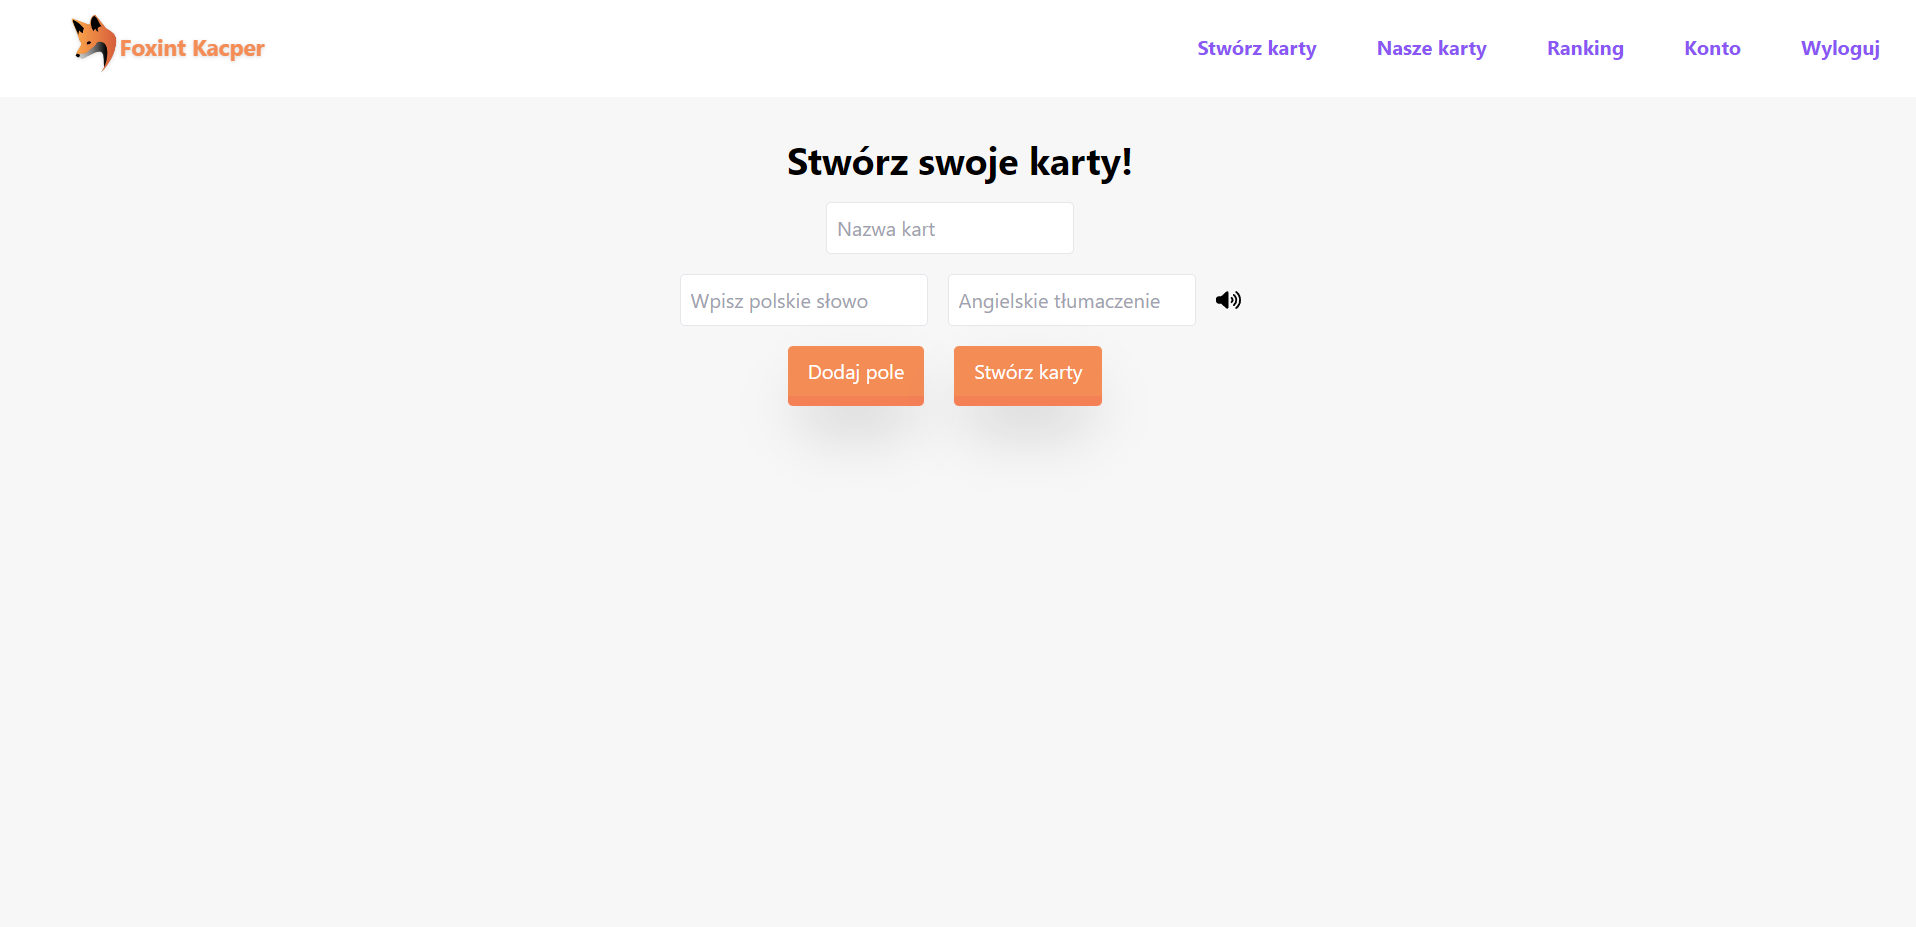 Foxint Kacper
Stwórz karty
Nasze karty
Ranking
Konto
Wyloguj
Stwórz swoje karty!
Nazwa kart
Wpisz polskie słowo
Angielskie tłumaczenie
Dodaj pole
Stwórz karty